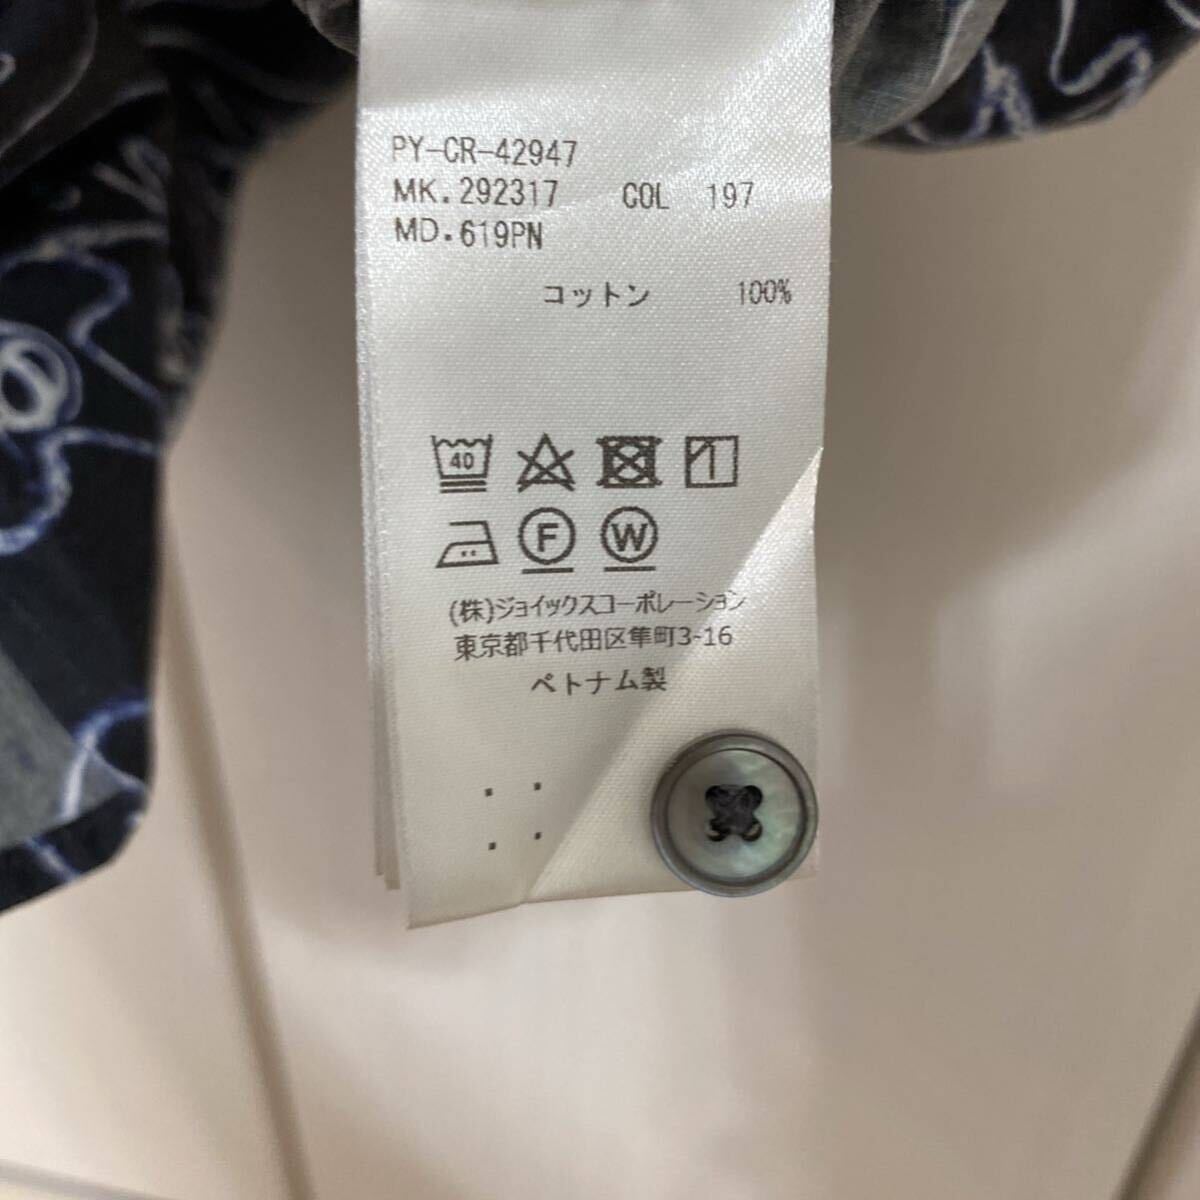 PY-CR-42947
MK.292317 COL 197
MD.619PN
コットン 100%
40
F W
(株)ジョイックスコーポレーション
東京都千代田区隼町3-16
ベトナム製